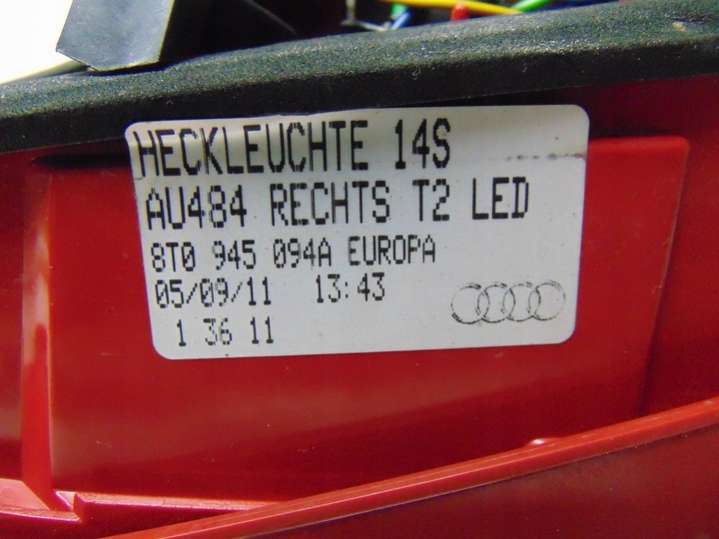 HECKLEUCHTE 14S
AU484 RECHTS T2 LED
8T0 945 094A EUROPA
05/09/11 13:43
1 36 11